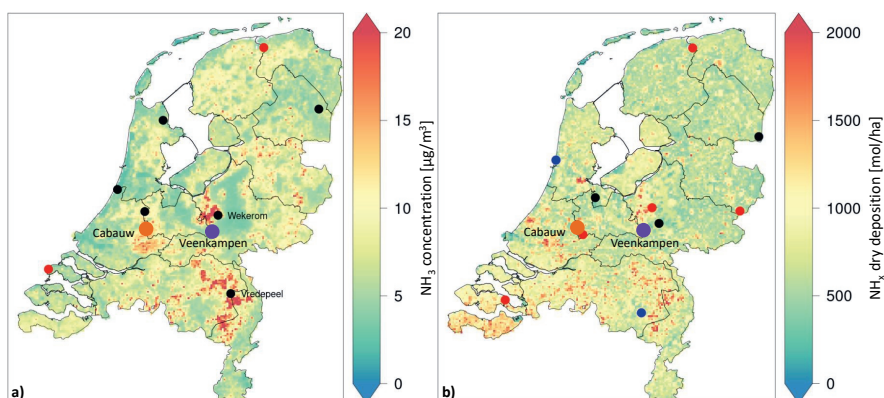 20
15
10
5
0
NH₃ concentration [μg/m³]
Wekerom
Cabauw
Veenkampen
Vredepeel
a)
2000
1500
1000
500
0
NHₓ dry deposition [mol/ha]
Cabauw
Veenkampen
b)